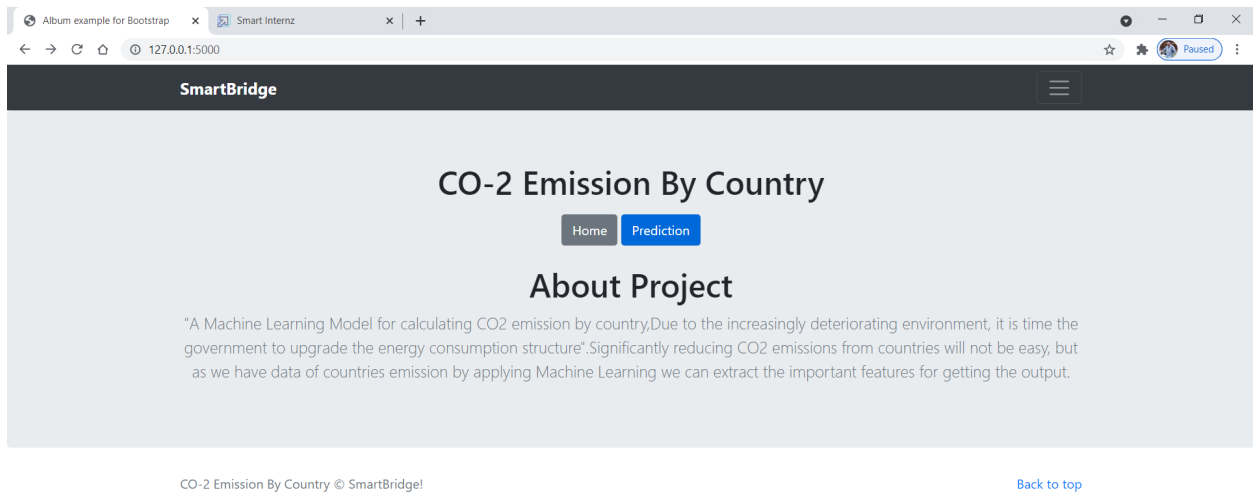 Album example for Bootstrap
Smart Internz
127.0.0.1:5000
Paused
SmartBridge
CO-2 Emission By Country
Home Prediction
About Project
"A Machine Learning Model for calculating CO2 emission by country,Due to the increasingly deteriorating environment, it is time the
government to upgrade the energy consumption structure".Significantly reducing CO2 emissions from countries will not be easy, but
as we have data of countries emission by applying Machine Learning we can extract the important features for getting the output.
CO-2 Emission By Country © SmartBridge!
Back to top